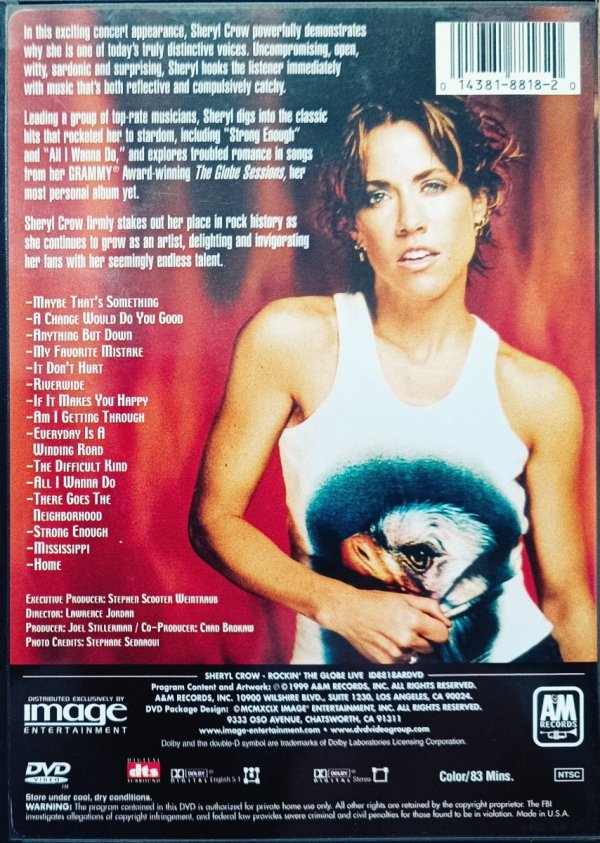 In this exciting concert appearance, Sheryl Crow powerfully demonstrates
why she is one of today's truly distinctive voices. Uncompromising, open,
witty, sardonic and surprising, Sheryl hooks the listener immediately
with music that's both reflective and compulsively catchy.
Leading a group of top-rate musicians, Sheryl digs into the classic
hits that rocketed her to stardom, including "Strong Enough"
and "All I Wanna Do," and explores troubled romance in songs
from her GRAMMY® Award-winning The Globe Sessions, her
most personal album yet.
Sheryl Crow firmly stakes out her place in rock history as
she continues to grow as an artist, delighting and invigorating
her fans with her seemingly endless talent.
0 14381-8818-2 0
-Maybe That's Something
-A Change Would Do You Good
-Anything But Down
-My Favorite Mistake
-It Don't Hurt
-Riverwide
-If It Makes You Happy
-Am I Getting Through
-Everyday Is A
Winding Road
-The Difficult Kind
-All I Wanna Do
-There Goes The
Neighborhood
-Strong Enough
-Mississippi
-Home
Executive Producer: Stephen Scooter Weintraub
Director: Lawrence Jordan
Producer: Joel Stillerman / Co-Producer: Chad Broraw
Photo Credits: Stephane Sednaoui
SHERYL CROW - ROCKIN' THE GLOBE LIVE ID8818ARDVD
Program Content and Artwork: ℗ © 1999 A&M RECORDS, INC. ALL RIGHTS RESERVED.
A&M RECORDS, INC. 10900 WILSHIRE BLVD., SUITE 1230, LOS ANGELES, CA 90024.
DVD Package Design: © MCMXCIX IMAGE® ENTERTAINMENT, INC. ALL RIGHTS RESERVED.
9333 OSO AVENUE, CHATSWORTH, CA 91311
www.image-entertainment.com • www.dvdvideogroup.com
Dolby and the double-D symbol are trademarks of Dolby Laboratories Licensing Corporation.
DISTRIBUTED EXCLUSIVELY BY
image
ENTERTAINMENT
A&M
RECORDS
DVD
VIDEO
DIGITAL
dts
SURROUND
DOLBY
DIGITAL English 5.1
DOLBY
DIGITAL Stereo
Color/83 Mins.
NTSC
Store under cool, dry conditions.
WARNING: The program contained in this DVD is authorized for private home use only. All other rights are retained by the copyright proprietor. The FBI
investigates allegations of copyright infringement, and federal law provides severe criminal and civil penalties for those found to be in violation. Made in U.S.A.